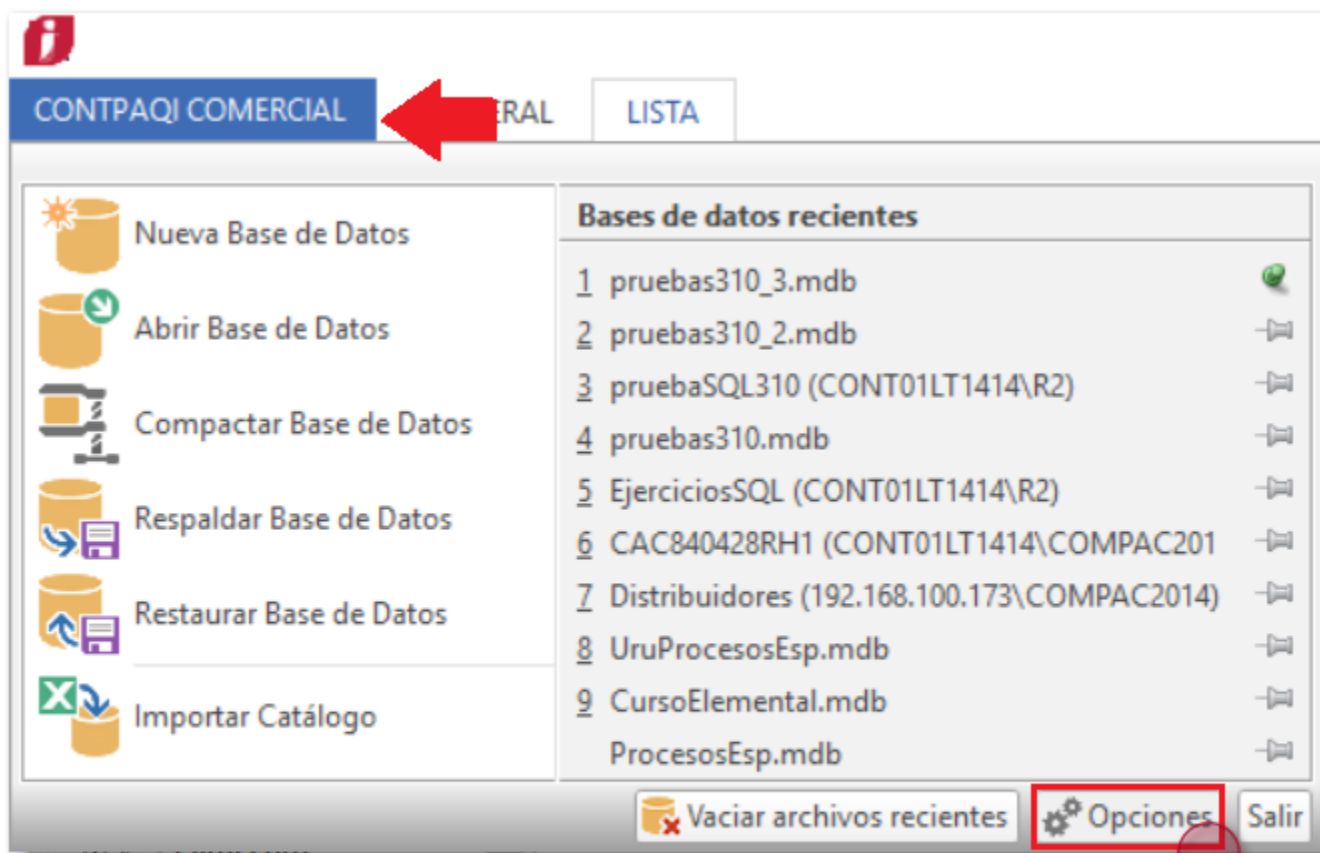 CONTPAQI COMERCIAL
ERAL
LISTA
Nueva Base de Datos
Abrir Base de Datos
Compactar Base de Datos
Respaldar Base de Datos
Restaurar Base de Datos
Importar Catálogo
Bases de datos recientes
1 pruebas310_3.mdb
2 pruebas310_2.mdb
3 pruebaSQL310 (CONT01LT1414\R2)
4 pruebas310.mdb
5 EjerciciosSQL (CONT01LT1414\R2)
6 CAC840428RH1 (CONT01LT1414\COMPAC201
7 Distribuidores (192.168.100.173\COMPAC2014)
8 UruProcesosEsp.mdb
9 CursoElemental.mdb
ProcesosEsp.mdb
Vaciar archivos recientes
Opciones
Salir